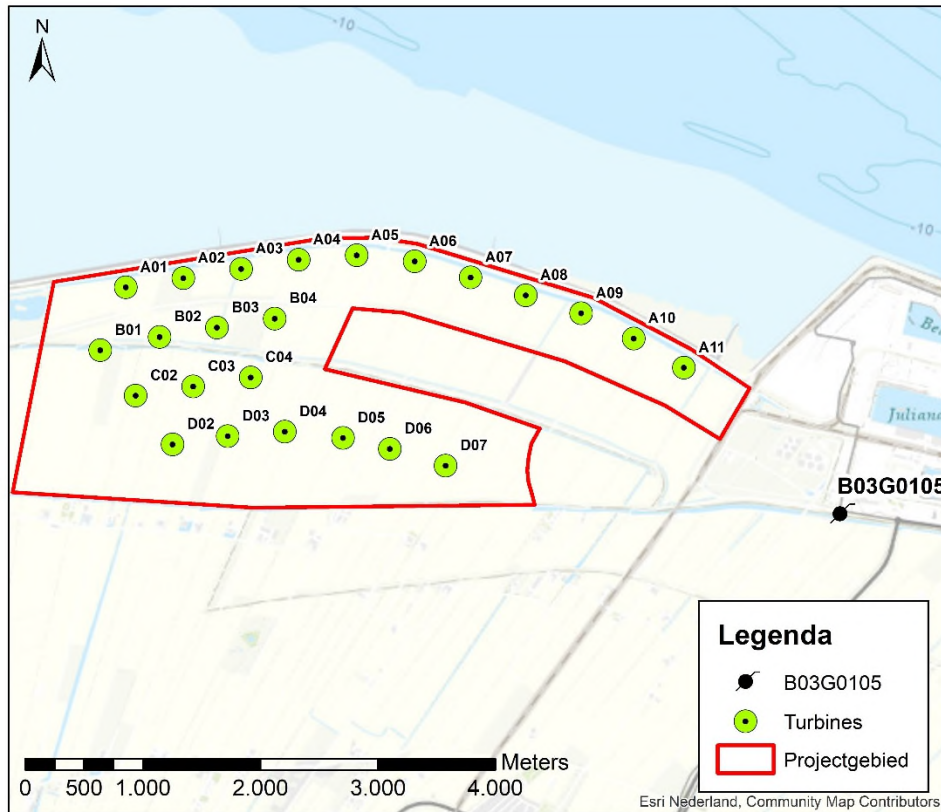 N
-10
-10
A01
A02
A03
A04
A05
A06
A07
A08
A09
A10
A11
B01
B02
B03
B04
C02
C03
C04
D02
D03
D04
D05
D06
D07
Be
Juliana
B03G0105
Legenda
B03G0105
Turbines
Projectgebied
Meters
0 500 1.000 2.000 3.000 4.000
Esri Nederland, Community Map Contributors